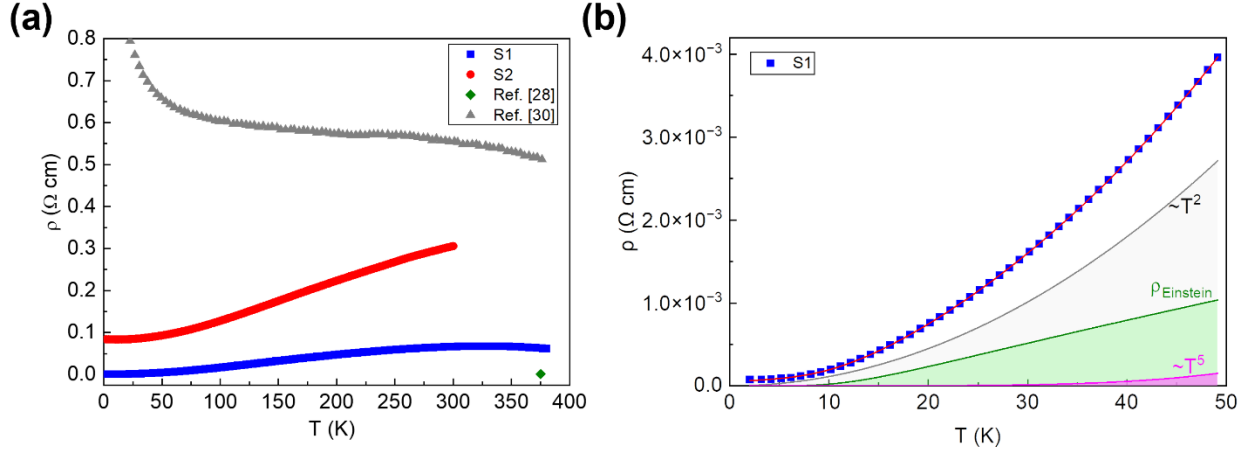 (a)
0.8
0.7
0.6
0.5
0.4
0.3
0.2
0.1
0.0
ρ (Ω cm)
S1
S2
Ref. [28]
Ref. [30]
0 50 100 150 200 250 300 350 400
T (K)
(b)
4.0×10⁻³
3.0×10⁻³
2.0×10⁻³
1.0×10⁻³
0.0
ρ (Ω cm)
S1
~T²
ρEinstein
~T⁵
0 10 20 30 40 50
T (K)